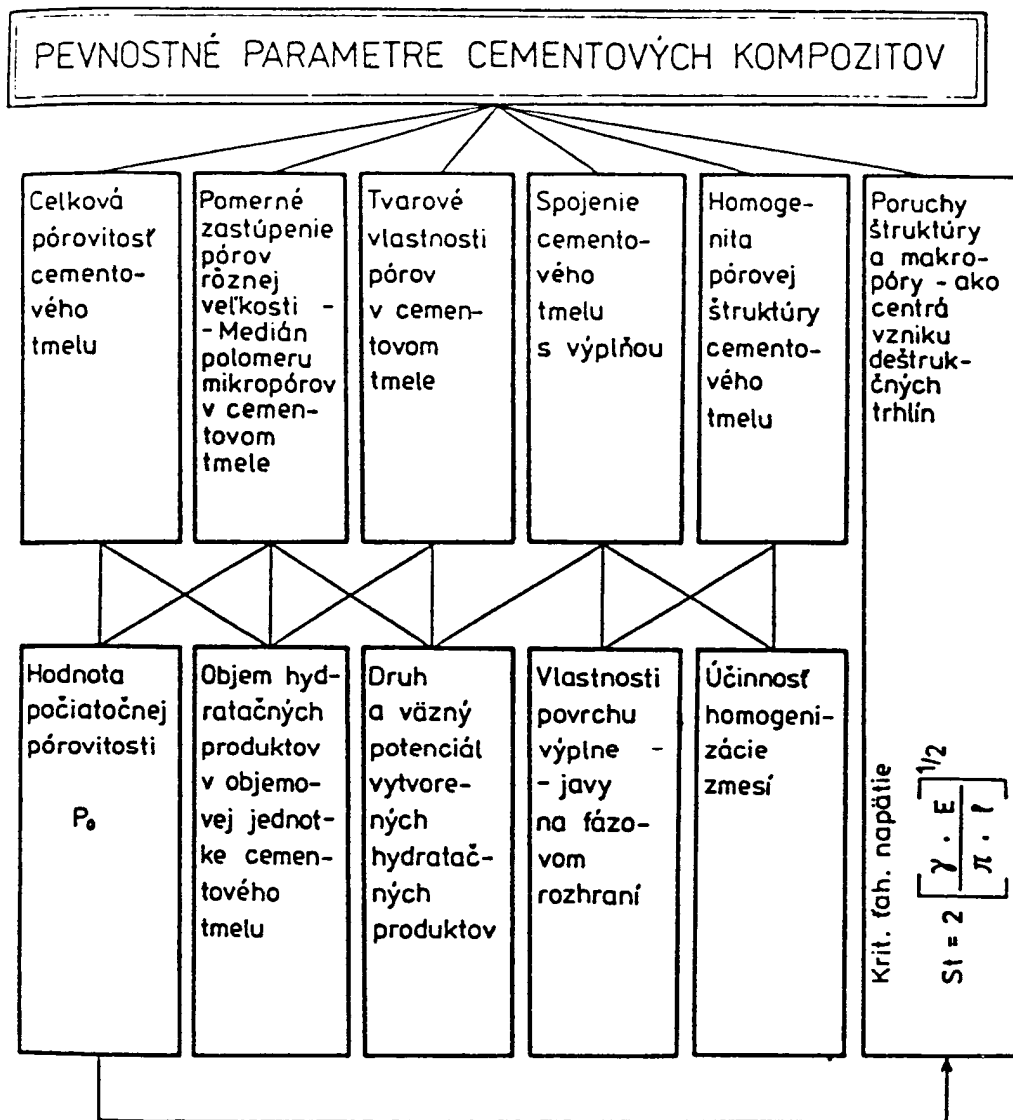 PEVNOSTNÉ PARAMETRE CEMENTOVÝCH KOMPOZITOV
Celková
pórovitosť
cemento-
vého
tmelu
Pomerné
zastúpenie
pórov
rôznej
veľkosti -
- Medián
polomeru
mikropórov
v cemen-
tovom
tmele
Tvarové
vlastnosti
pórov
v cemen-
tovom
tmele
Spojenie
cemento-
vého
tmelu
s výplňou
Homoge-
nita
pórovej
štruktúry
cemento-
vého
tmelu
Poruchy
štruktúry
a makro-
póry - ako
centrá
vzniku
deštruk-
čných
trhlín
Hodnota
počiatočnej
pórovitosti
P₀
Objem hyd-
ratačných
produktov
v objemo-
vej jednot-
ke cemen-
tového
tmelu
Druh
a väzný
potenciál
vytvore-
ných
hydratač-
ných
produktov
Vlastnosti
povrchu
výplne -
- javy
na fázo-
vom
rozhraní
Účinnosť
homogeni-
zácie
zmesí
Krit. ťah. napätie
St = 2 [γ . E / π . l]^1/2